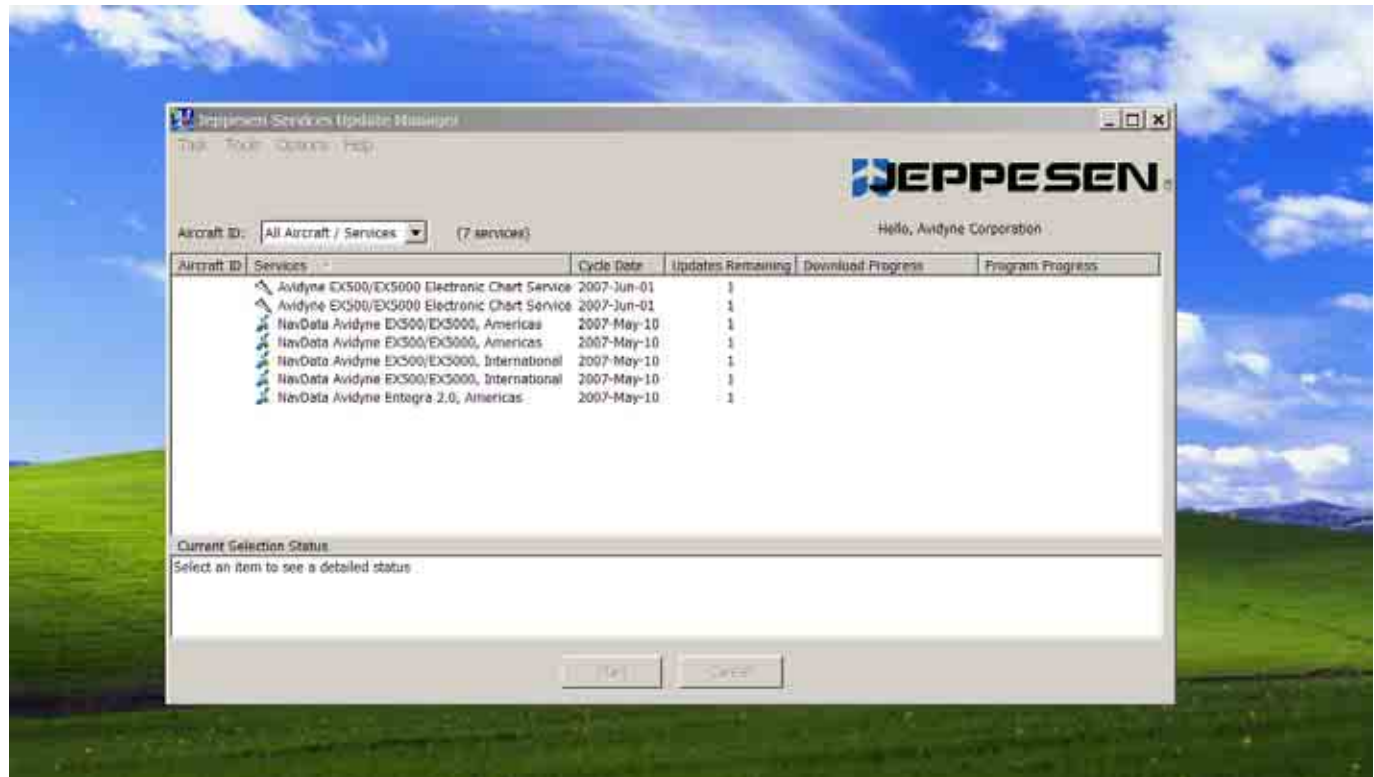 Jeppesen Services Update Manager
Task Tools Options Help
JEPPESEN
Aircraft ID: All Aircraft / Services (7 services) Hello, Avidyne Corporation
Aircraft ID Services Cycle Date Updates Remaining Download Progress Program Progress
Avidyne EX500/EX5000 Electronic Chart Service 2007-Jun-01 1
Avidyne EX500/EX5000 Electronic Chart Service 2007-Jun-01 1
NavData Avidyne EX500/EX5000, Americas 2007-May-10 1
NavData Avidyne EX500/EX5000, Americas 2007-May-10 1
NavData Avidyne EX500/EX5000, International 2007-May-10 1
NavData Avidyne EX500/EX5000, International 2007-May-10 1
NavData Avidyne Entegra 2.0, Americas 2007-May-10 1
Current Selection Status
Select an item to see a detailed status
Start Cancel